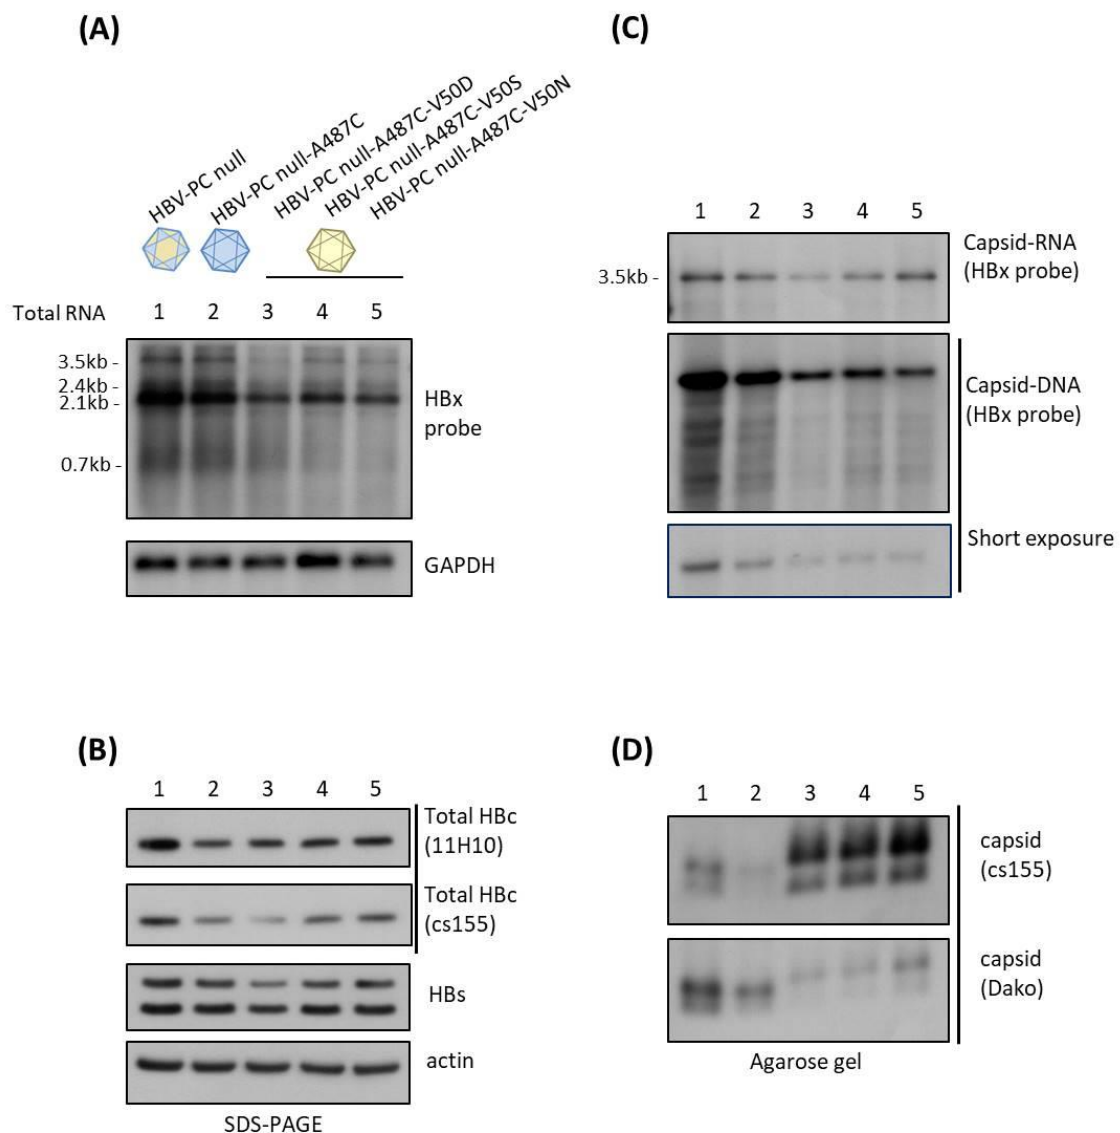 (A)
HBV-PC null
HBV-PC null-A487C
HBV-PC null-A487C-V50D
HBV-PC null-A487C-V50S
HBV-PC null-A487C-V50N
Total RNA 1 2 3 4 5
3.5kb -
2.4kb -
2.1kb -
0.7kb -
HBx
probe
GAPDH
(C)
1 2 3 4 5
3.5kb -
Capsid-RNA
(HBx probe)
Capsid-DNA
(HBx probe)
Short exposure
(B)
1 2 3 4 5
Total HBc
(11H10)
Total HBc
(cs155)
HBs
actin
SDS-PAGE
(D)
1 2 3 4 5
capsid
(cs155)
capsid
(Dako)
Agarose gel